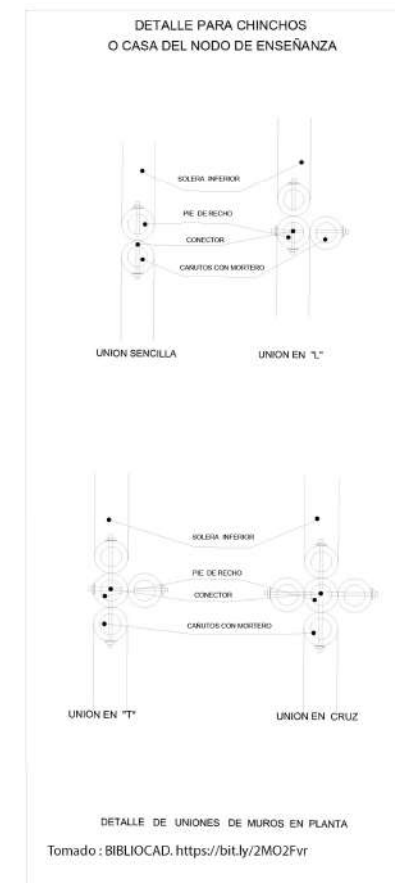 DETALLE PARA CHINCHOS
O CASA DEL NODO DE ENSEÑANZA
SOLERA INFERIOR
PIE DE RECHO
CONECTOR
CAÑUTOS CON MORTERO
UNION SENCILLA
UNION EN "L"
SOLERA INFERIOR
PIE DE RECHO
CONECTOR
CAÑUTOS CON MORTERO
UNION EN "T"
UNION EN CRUZ
DETALLE DE UNIONES DE MUROS EN PLANTA
Tomado : BIBLIOCAD. https://bit.ly/2MO2Fvr